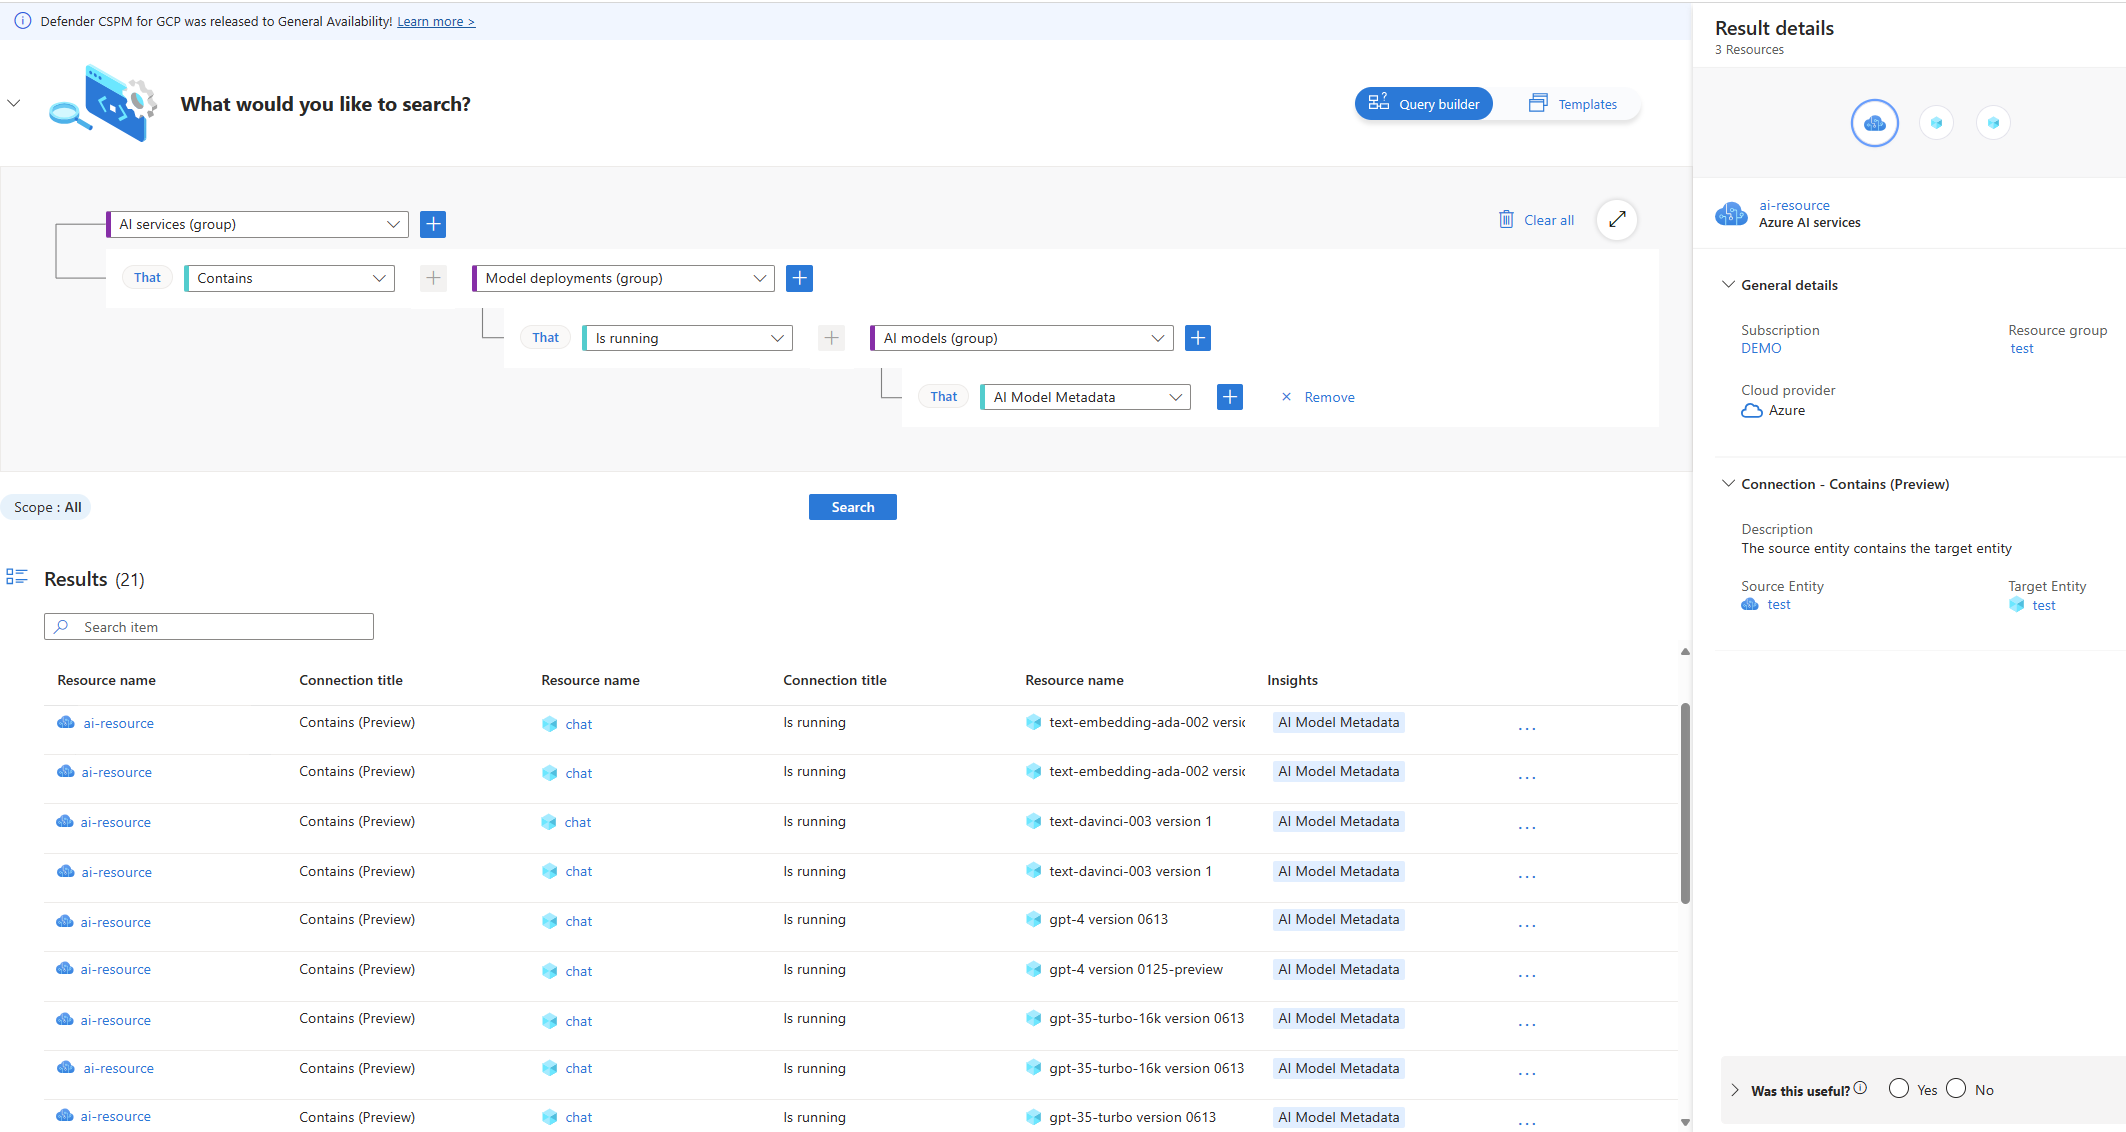 Defender CSPM for GCP was released to General Availability! Learn more >
What would you like to search?
Query builder
Templates
AI services (group)
Clear all
That
Contains
Model deployments (group)
That
Is running
AI models (group)
That
AI Model Metadata
Remove
Scope : All
Search
Results (21)
Search item
Resource name Connection title Resource name Connection title Resource name Insights
ai-resource Contains (Preview) chat Is running text-embedding-ada-002 AI Model Metadata ...
ai-resource Contains (Preview) chat Is running text-embedding-ada-002 AI Model Metadata ...
ai-resource Contains (Preview) chat Is running text-davinci-003 version 1 AI Model Metadata ...
ai-resource Contains (Preview) chat Is running text-davinci-003 version 1 AI Model Metadata ...
ai-resource Contains (Preview) chat Is running gpt-4 version 0613 AI Model Metadata ...
ai-resource Contains (Preview) chat Is running gpt-4 version 0125-preview AI Model Metadata ...
ai-resource Contains (Preview) chat Is running gpt-35-turbo-16k version 0613 AI Model Metadata ...
ai-resource Contains (Preview) chat Is running gpt-35-turbo-16k version 0613 AI Model Metadata ...
ai-resource Contains (Preview) chat Is running gpt-35-turbo version 0613 AI Model Metadata ...
Result details
3 Resources
ai-resource
Azure AI services
General details
Subscription Resource group
DEMO test
Cloud provider
Azure
Connection - Contains (Preview)
Description
The source entity contains the target entity
Source Entity Target Entity
test test
Was this useful? Yes No